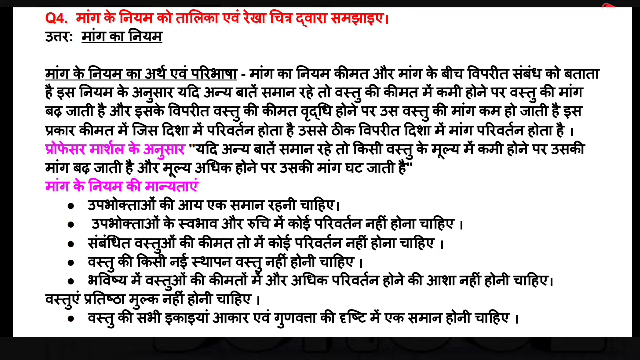 Q4. मांग के नियम को तालिका एवं रेखा चित्र द्वारा समझाइए।
उत्तर: मांग का नियम
मांग के नियम का अर्थ एवं परिभाषा - मांग का नियम कीमत और मांग के बीच विपरीत संबंध को बताता
है इस नियम के अनुसार यदि अन्य बातें समान रहे तो वस्तु की कीमत में कमी होने पर वस्तु की मांग
बढ़ जाती है और इसके विपरीत वस्तु की कीमत वृद्धि होने पर उस वस्तु की मांग कम हो जाती है इस
प्रकार कीमत में जिस दिशा में परिवर्तन होता है उससे ठीक विपरीत दिशा में मांग परिवर्तन होता है ।
प्रोफेसर मार्शल के अनुसार "यदि अन्य बातें समान रहे तो किसी वस्तु के मूल्य में कमी होने पर उसकी
मांग बढ़ जाती है और मूल्य अधिक होने पर उसकी मांग घट जाती है"
मांग के नियम की मान्यताएं
● उपभोक्ताओं की आय एक समान रहनी चाहिए।
● उपभोक्ताओं के स्वभाव और रुचि में कोई परिवर्तन नहीं होना चाहिए ।
● संबंधित वस्तुओं की कीमत तो में कोई परिवर्तन नहीं होना चाहिए ।
● वस्तु की किसी नई स्थापन वस्तु नहीं होनी चाहिए ।
● भविष्य में वस्तुओं की कीमतों में और अधिक परिवर्तन होने की आशा नहीं होनी चाहिए।
वस्तुएं प्रतिष्ठा मुल्क नहीं होनी चाहिए ।
● वस्तु की सभी इकाइयां आकार एवं गुणवत्ता की दृष्टि में एक समान होनी चाहिए ।